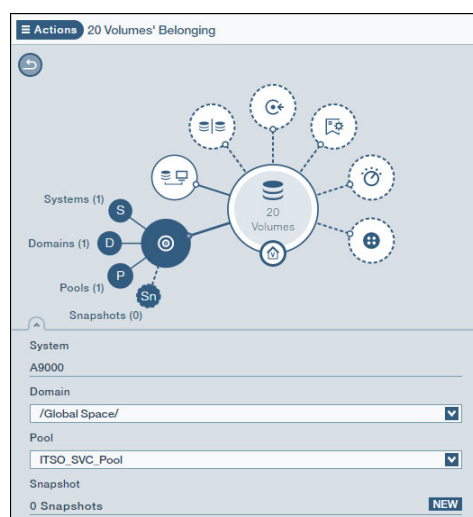 Actions 20 Volumes' Belonging
20
Volumes
V
Systems (1)
S
Domains (1)
D
Pools (1)
P
Sn
Snapshots (0)
System
A9000
Domain
/Global Space/
Pool
ITSO_SVC_Pool
Snapshot
0 Snapshots
NEW